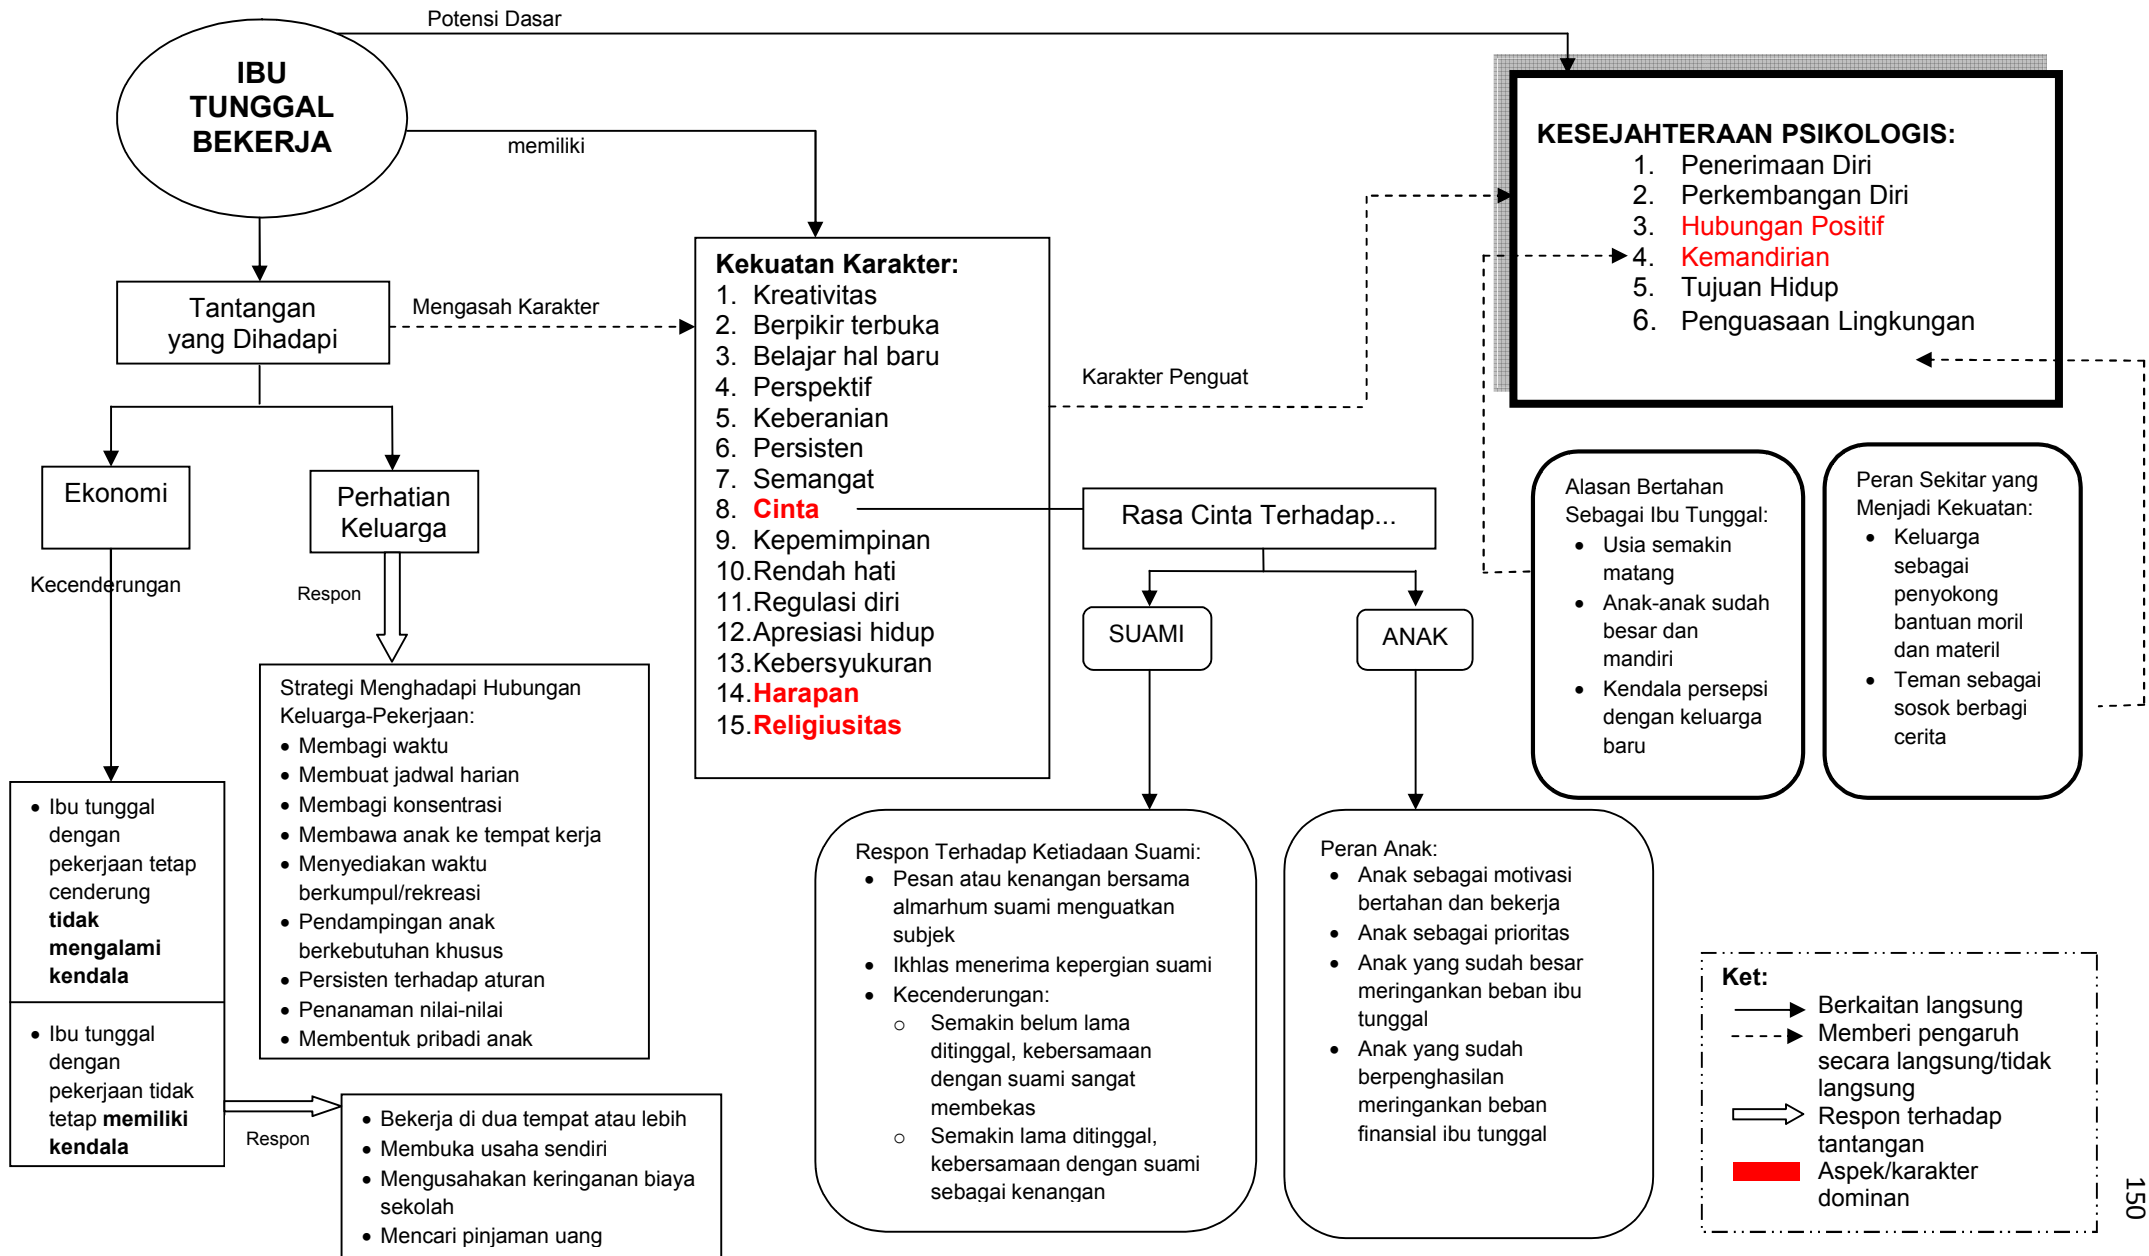 Potensi Dasar
IBU
TUNGGAL
BEKERJA
memiliki
KESEJAHTERAAN PSIKOLOGIS:
1. Penerimaan Diri
2. Perkembangan Diri
3. Hubungan Positif
4. Kemandirian
5. Tujuan Hidup
6. Penguasaan Lingkungan
Tantangan
yang Dihadapi
Mengasah Karakter
Kekuatan Karakter:
1. Kreativitas
2. Berpikir terbuka
3. Belajar hal baru
4. Perspektif
5. Keberanian
6. Persisten
7. Semangat
8. Cinta
9. Kepemimpinan
10.Rendah hati
11.Regulasi diri
12.Apresiasi hidup
13.Kebersyukuran
14.Harapan
15.Religiusitas
Karakter Penguat
Ekonomi
Perhatian
Keluarga
Kecenderungan
Respon
Rasa Cinta Terhadap...
SUAMI
ANAK
Alasan Bertahan
Sebagai Ibu Tunggal:
• Usia semakin
matang
• Anak-anak sudah
besar dan
mandiri
• Kendala persepsi
dengan keluarga
baru
Peran Sekitar yang
Menjadi Kekuatan:
• Keluarga
sebagai
penyokong
bantuan moril
dan materil
• Teman sebagai
sosok berbagi
cerita
Strategi Menghadapi Hubungan
Keluarga-Pekerjaan:
• Membagi waktu
• Membuat jadwal harian
• Membagi konsentrasi
• Membawa anak ke tempat kerja
• Menyediakan waktu
berkumpul/rekreasi
• Pendampingan anak
berkebutuhan khusus
• Persisten terhadap aturan
• Penanaman nilai-nilai
• Membentuk pribadi anak
• Ibu tunggal
dengan
pekerjaan tetap
cenderung
tidak
mengalami
kendala
• Ibu tunggal
dengan
pekerjaan tidak
tetap memiliki
kendala
Respon
• Bekerja di dua tempat atau lebih
• Membuka usaha sendiri
• Mengusahakan keringanan biaya
sekolah
• Mencari pinjaman uang
Respon Terhadap Ketiadaan Suami:
• Pesan atau kenangan bersama
almarhum suami menguatkan
subjek
• Ikhlas menerima kepergian suami
• Kecenderungan:
o Semakin belum lama
ditinggal, kebersamaan
dengan suami sangat
membekas
o Semakin lama ditinggal,
kebersamaan dengan suami
sebagai kenangan
Peran Anak:
• Anak sebagai motivasi
bertahan dan bekerja
• Anak sebagai prioritas
• Anak yang sudah besar
meringankan beban ibu
tunggal
• Anak yang sudah
berpenghasilan
meringankan beban
finansial ibu tunggal
Ket:
Berkaitan langsung
Memberi pengaruh
secara langsung/tidak
langsung
Respon terhadap
tantangan
Aspek/karakter
dominan
150